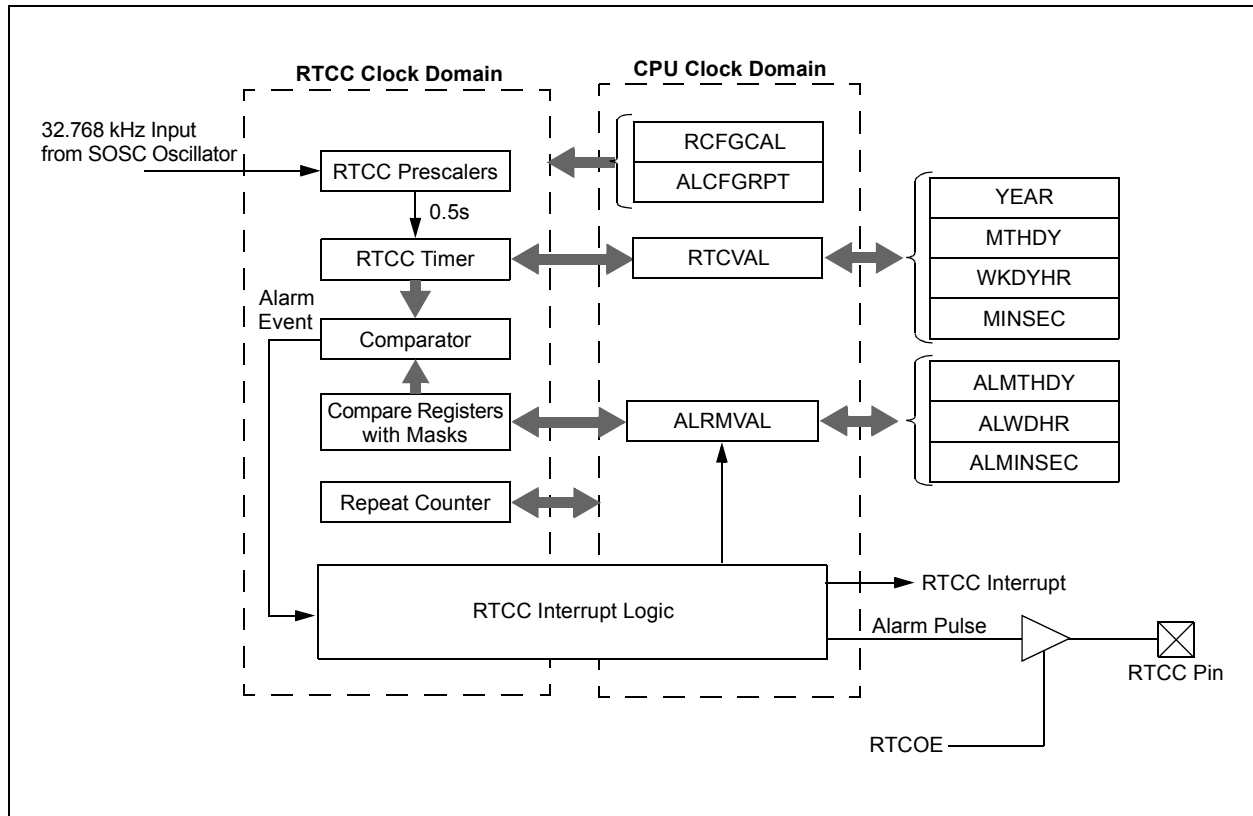 RTCC Clock Domain
CPU Clock Domain
32.768 kHz Input
from SOSC Oscillator
RTCC Prescalers
0.5s
RTCC Timer
Alarm
Event
Comparator
Compare Registers
with Masks
Repeat Counter
RCFGCAL
ALCFGRPT
RTCVAL
ALRMVAL
YEAR
MTHDY
WKDYHR
MINSEC
ALMTHDY
ALWDHR
ALMINSEC
RTCC Interrupt Logic
RTCC Interrupt
Alarm Pulse
RTCC Pin
RTCOE